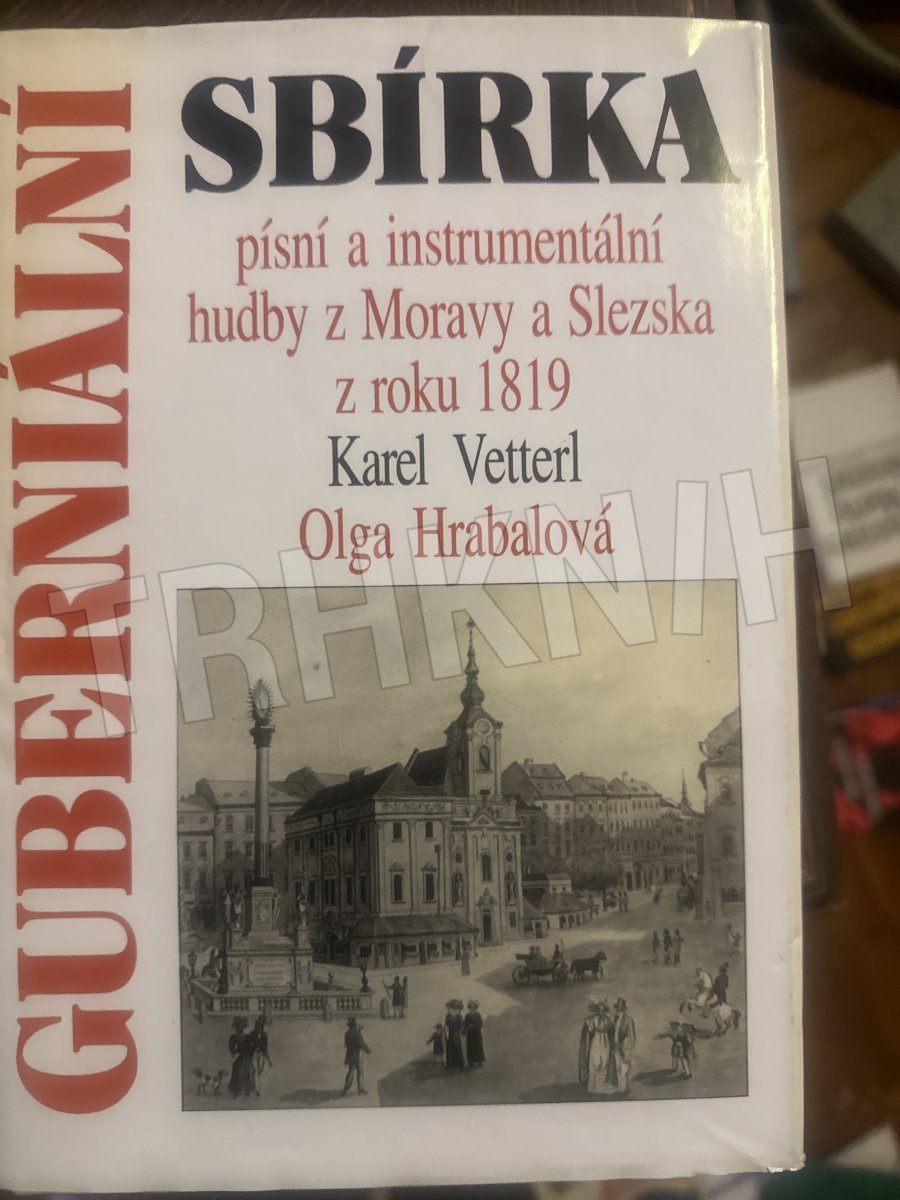 GUBERNIÁLNÍ
SBÍRKA
písní a instrumentální
hudby z Moravy a Slezska
z roku 1819
Karel Vetterl
Olga Hrabalová
TRHKNIH